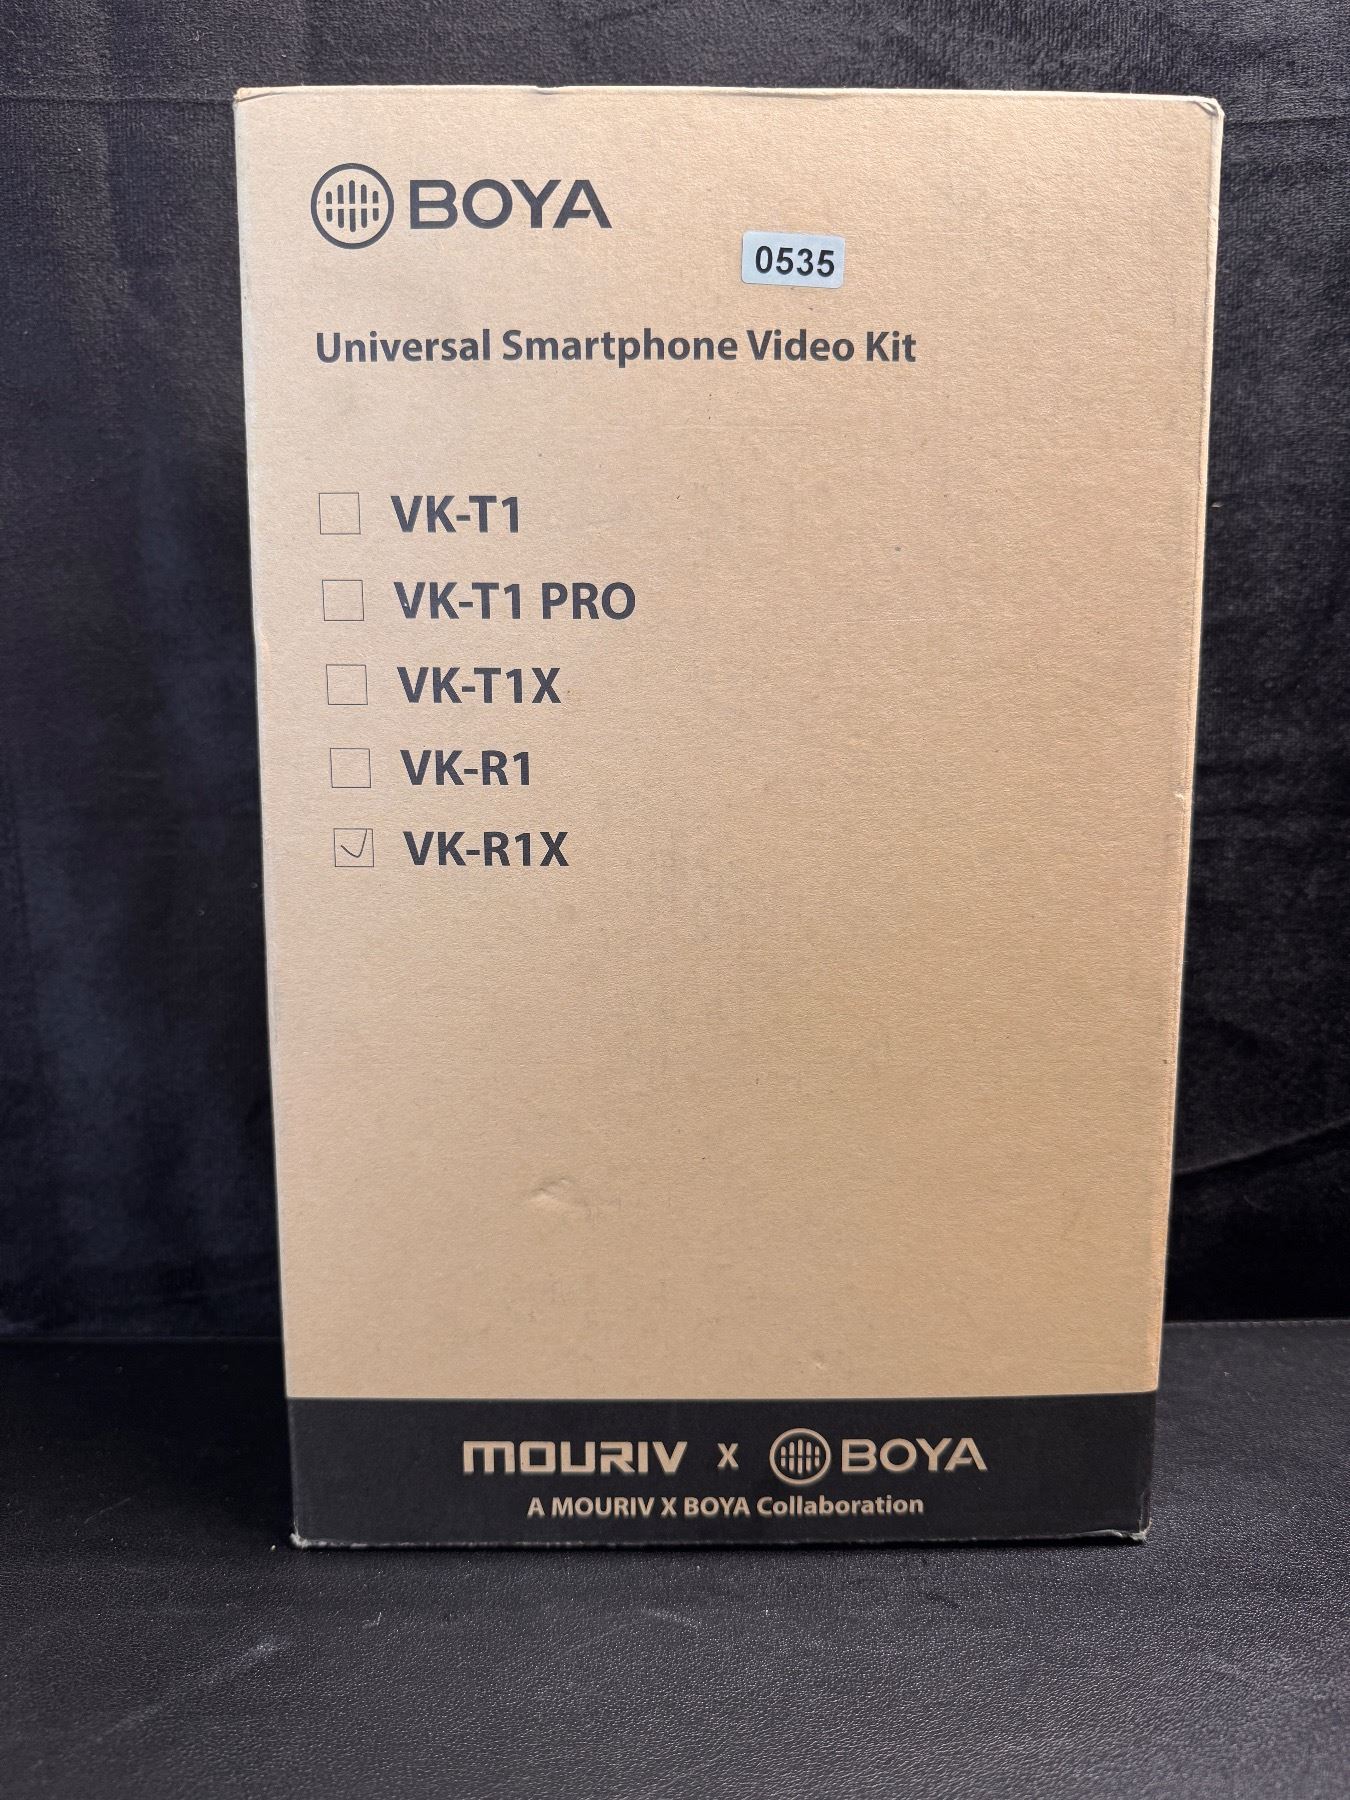 BOYA
0535
Universal Smartphone Video Kit
VK-T1
VK-T1 PRO
VK-T1X
VK-R1
VK-R1X
MOURIV X BOYA
A MOURIV X BOYA Collaboration